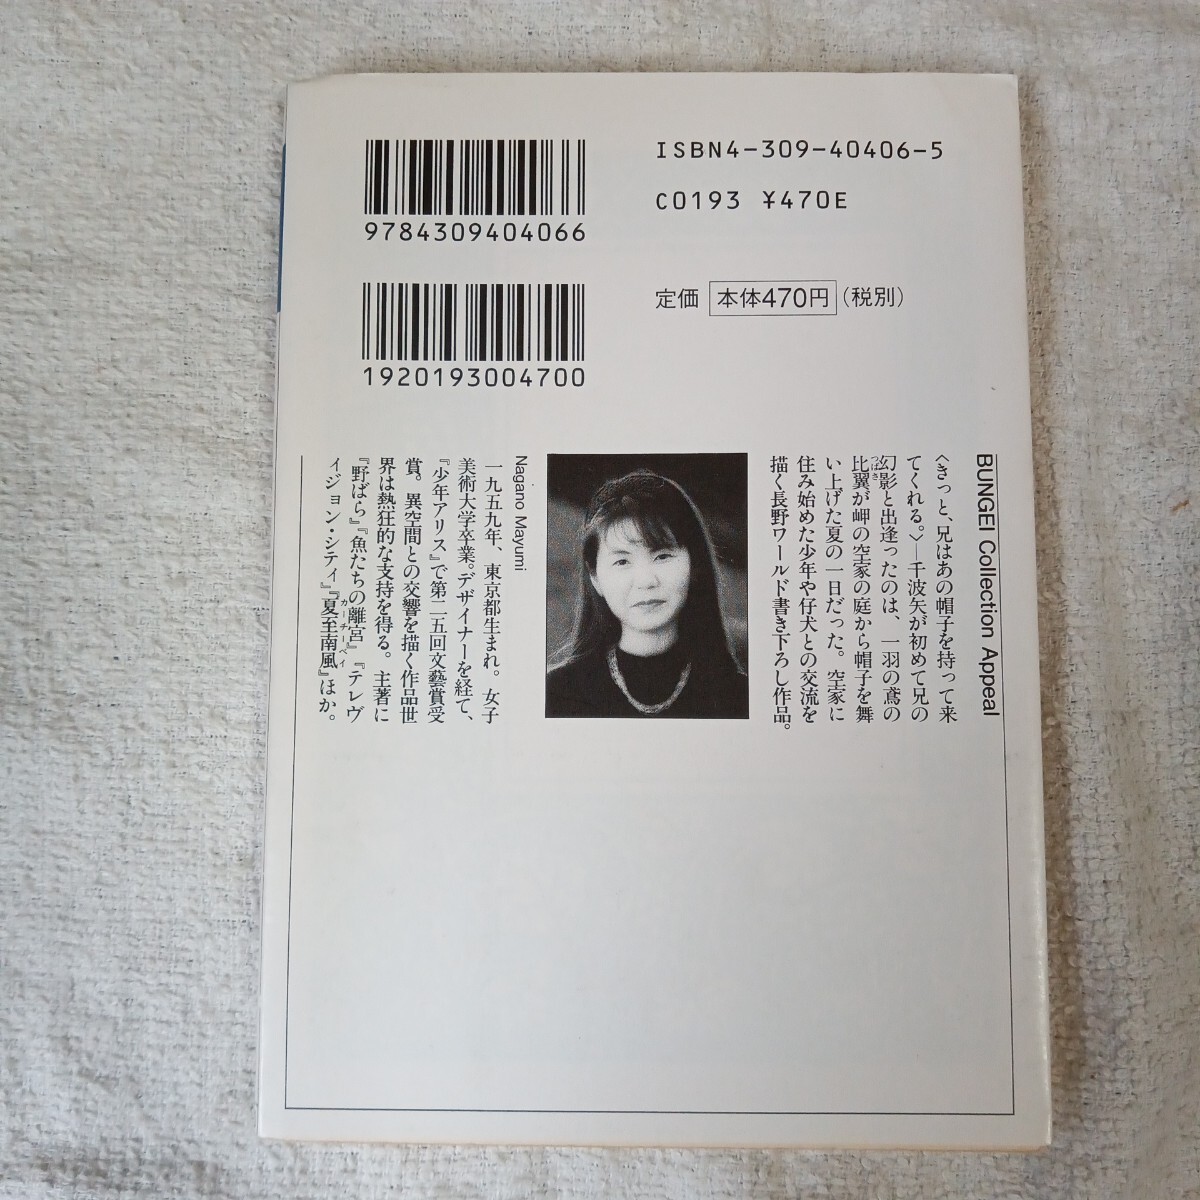 ISBN4-309-40406-5
C0193 ¥470E
9784309404066
定価 本体470円(税別)
1920193004700
BUNGEI Collection Appeal
〈きっと、兄はあの帽子を持って来
てくれる。〉―千波矢が初めて兄の
幻影と出逢ったのは、一羽の鳶の
比翼が岬の空家の庭から帽子を舞
つばさ
い上げた夏の一日だった。空家に
住み始めた少年や仔犬との交流を
描く長野ワールド書き下ろし作品。
Nagano Mayumi
一九五九年、東京都生まれ。女子
美術大学卒業。デザイナーを経て、
『少年アリス』で第二五回文藝賞受
賞。異空間との交響を描く作品世
界は熱狂的な支持を得る。主著に
『野ばら』『魚たちの離宮』『テレヴ
ィジョン・シティ』『夏至南風』ほか。
カーチーベイ